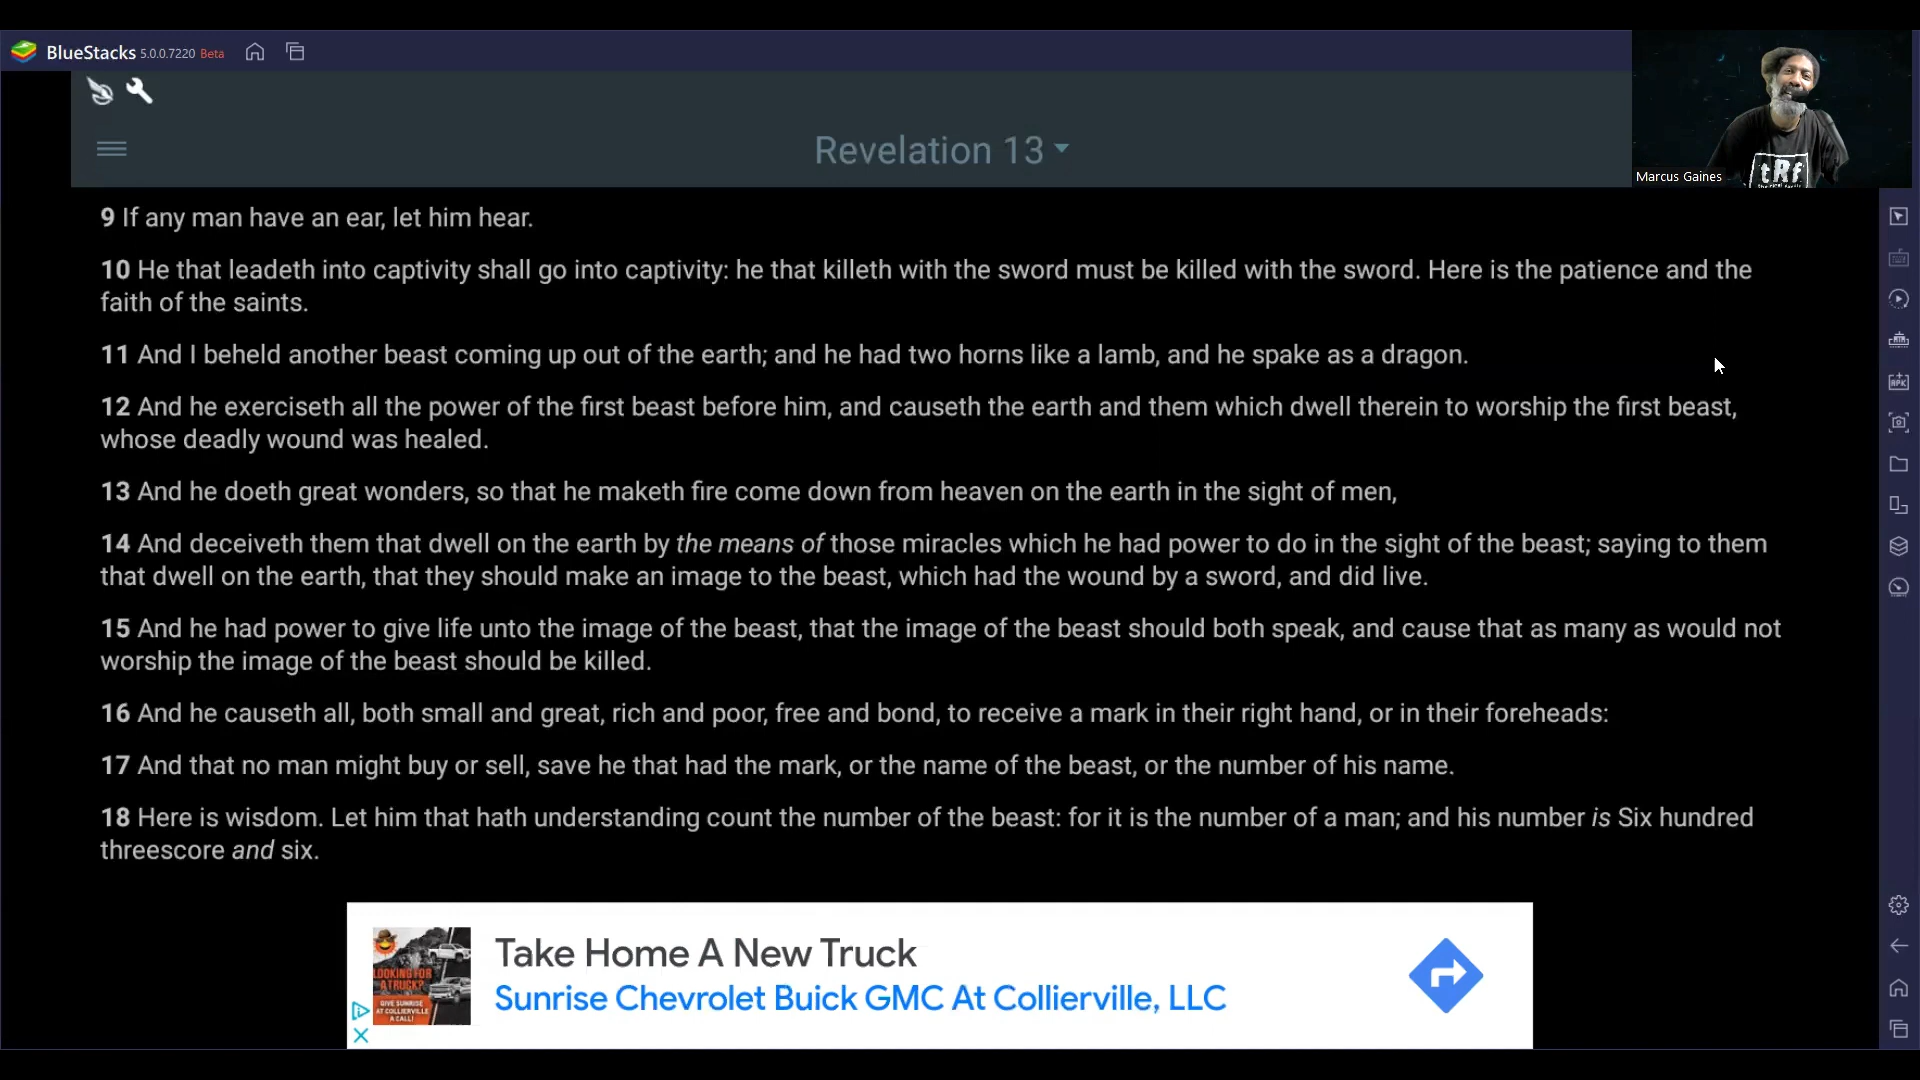 BlueStacks 5.0.0.7220 Beta
Revelation 13
Marcus Gaines
tRf
9 If any man have an ear, let him hear.
10 He that leadeth into captivity shall go into captivity: he that killeth with the sword must be killed with the sword. Here is the patience and the
faith of the saints.
11 And I beheld another beast coming up out of the earth; and he had two horns like a lamb, and he spake as a dragon.
12 And he exerciseth all the power of the first beast before him, and causeth the earth and them which dwell therein to worship the first beast,
whose deadly wound was healed.
13 And he doeth great wonders, so that he maketh fire come down from heaven on the earth in the sight of men,
14 And deceiveth them that dwell on the earth by the means of those miracles which he had power to do in the sight of the beast; saying to them
that dwell on the earth, that they should make an image to the beast, which had the wound by a sword, and did live.
15 And he had power to give life unto the image of the beast, that the image of the beast should both speak, and cause that as many as would not
worship the image of the beast should be killed.
16 And he causeth all, both small and great, rich and poor, free and bond, to receive a mark in their right hand, or in their foreheads:
17 And that no man might buy or sell, save he that had the mark, or the name of the beast, or the number of his name.
18 Here is wisdom. Let him that hath understanding count the number of the beast: for it is the number of a man; and his number is Six hundred
threescore and six.
LOOKING FOR
A TRUCK?
GIVE SUNRISE
AT COLLIERVILLE
A CALL!
Take Home A New Truck
Sunrise Chevrolet Buick GMC At Collierville, LLC
APK